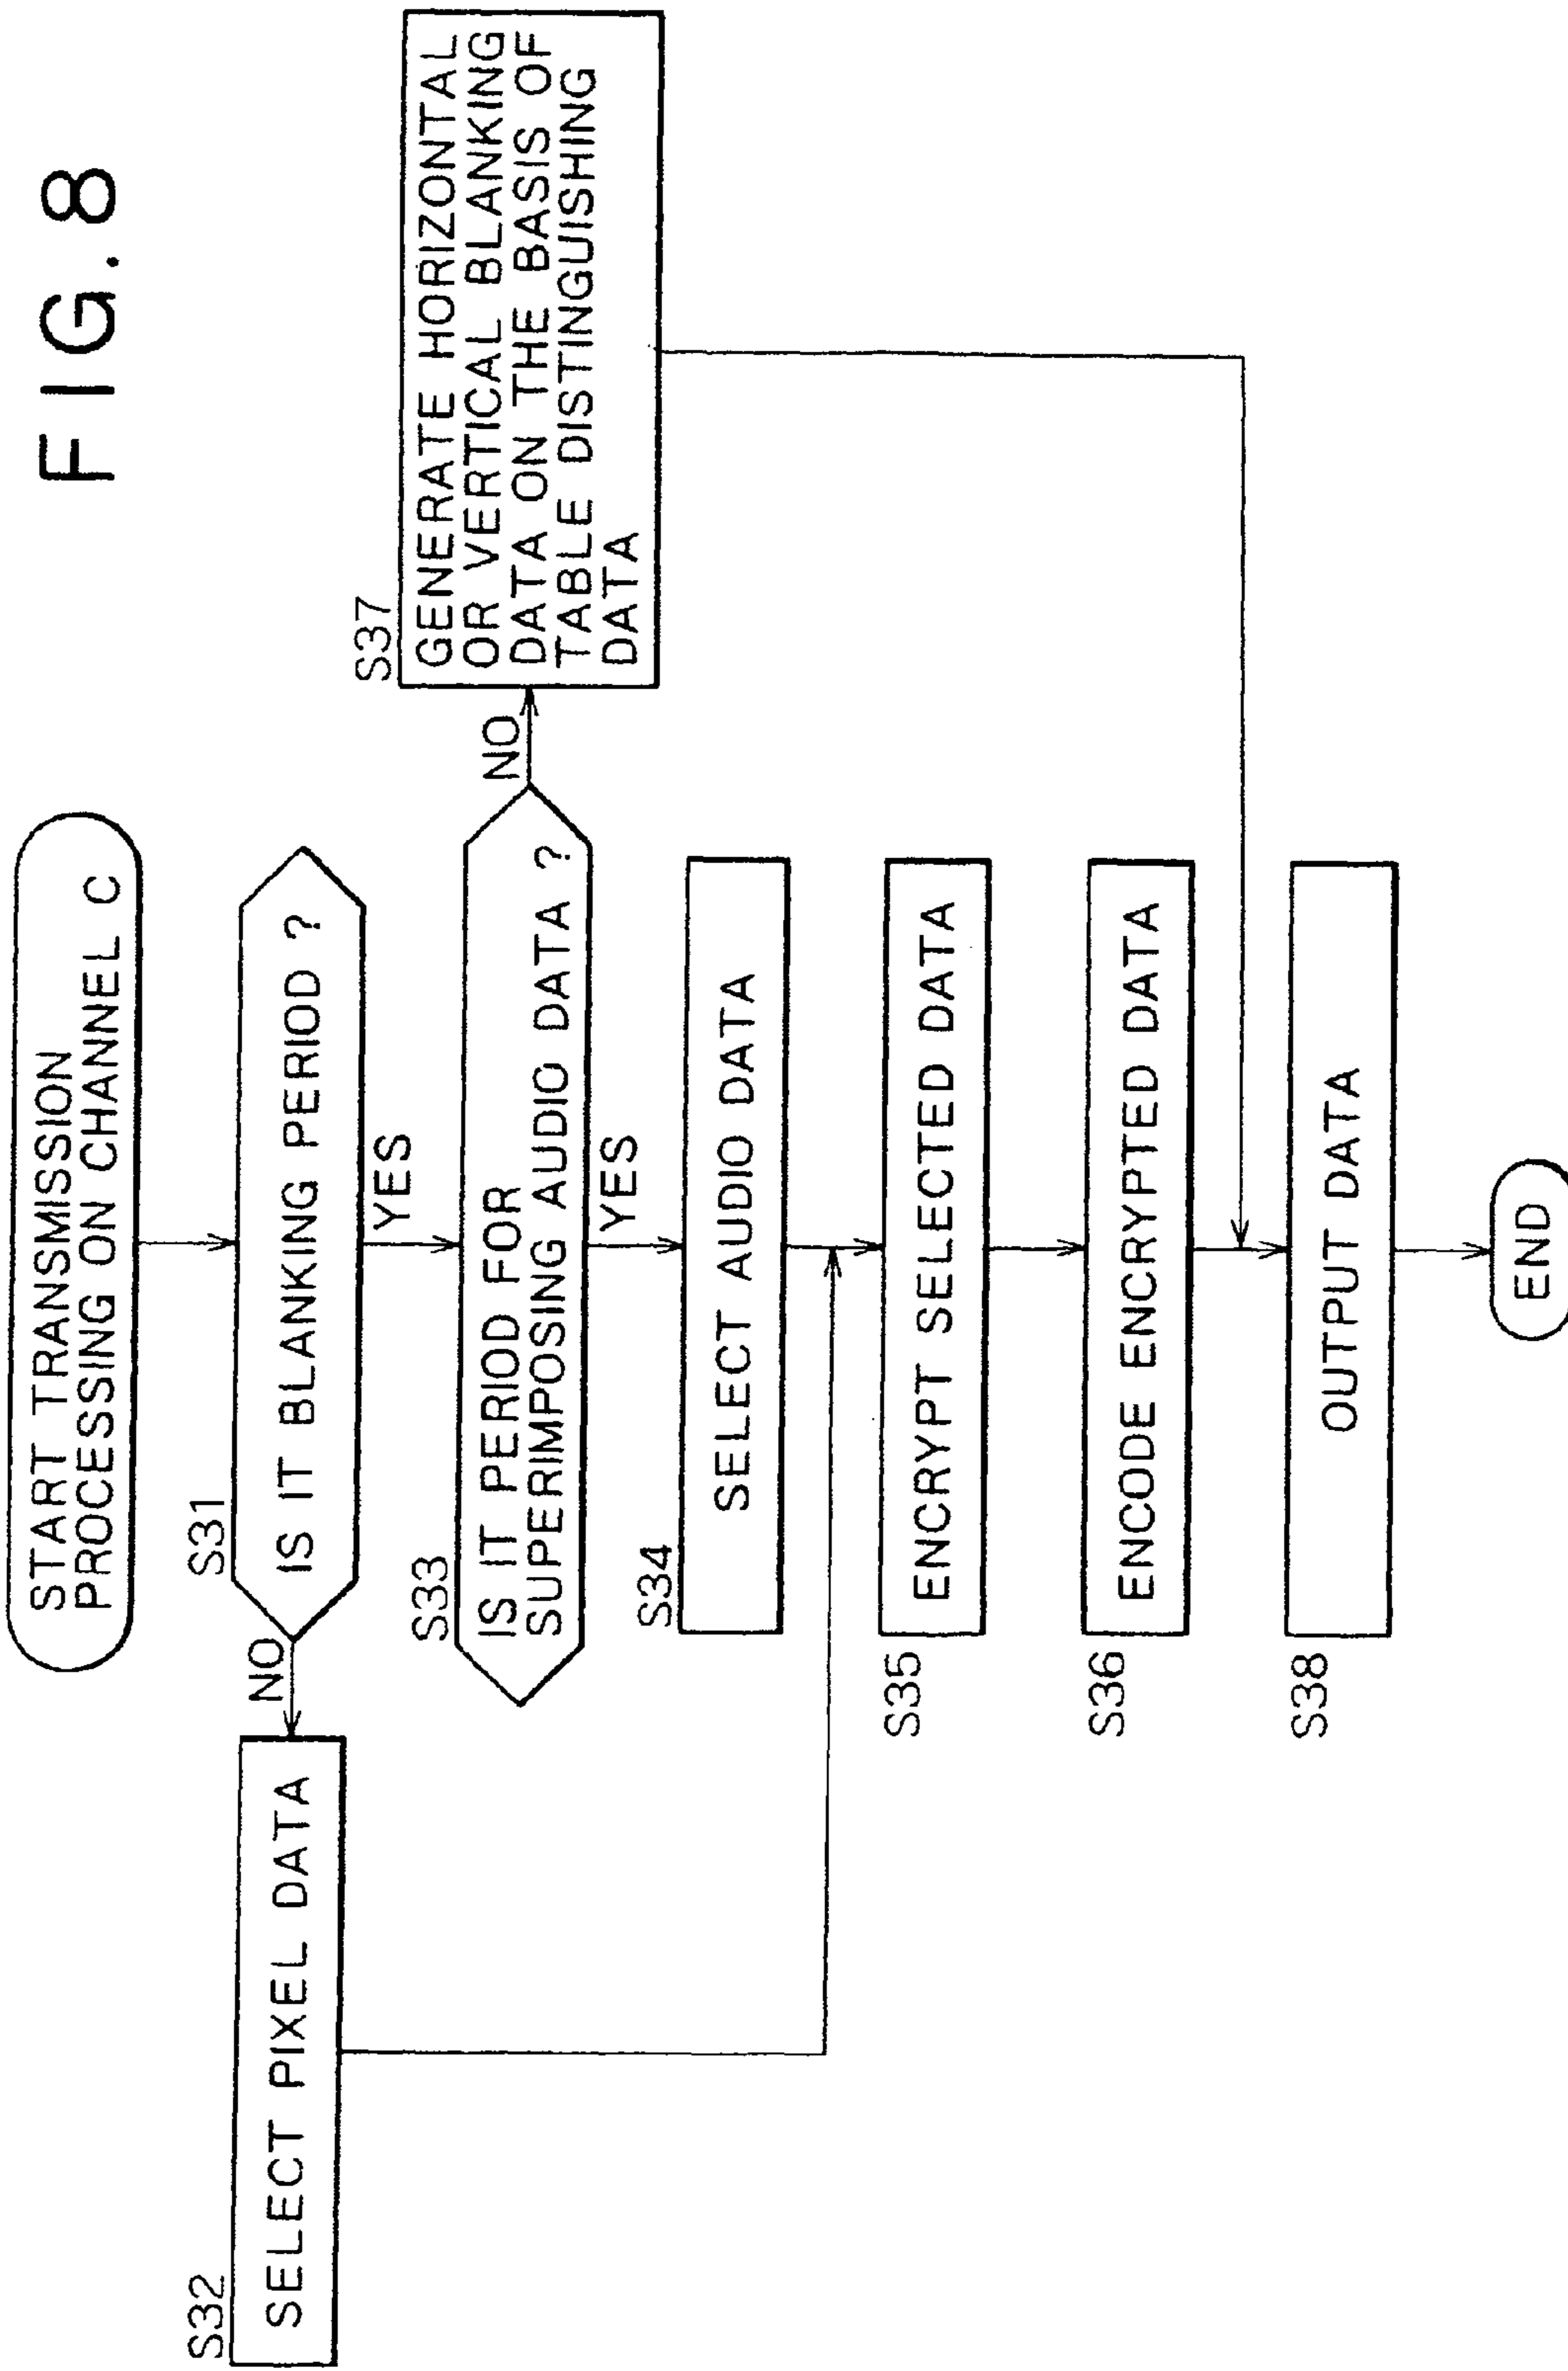 FIG. 8
START TRANSMISSION
PROCESSING ON CHANNEL C
S31
IS IT BLANKING PERIOD ?
NO
YES
S32
SELECT PIXEL DATA
S33
IS IT PERIOD FOR
SUPERIMPOSING AUDIO DATA ?
NO
YES
S37
GENERATE HORIZONTAL
OR VERTICAL BLANKING
DATA ON THE BASIS OF
TABLE DISTINGUISHING
DATA
S34
SELECT AUDIO DATA
S35
ENCRYPT SELECTED DATA
S36
ENCODE ENCRYPTED DATA
S38
OUTPUT DATA
END